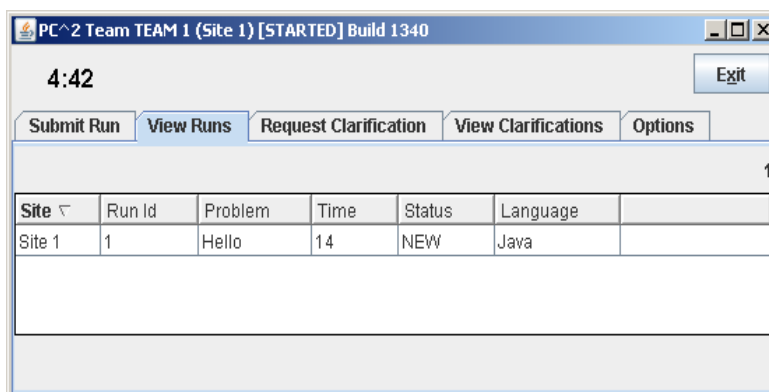 PC^2 Team TEAM 1 (Site 1) [STARTED] Build 1340
4:42 Exit
Submit Run View Runs Request Clarification View Clarifications Options
1
Site Run Id Problem Time Status Language
Site 1 1 Hello 14 NEW Java